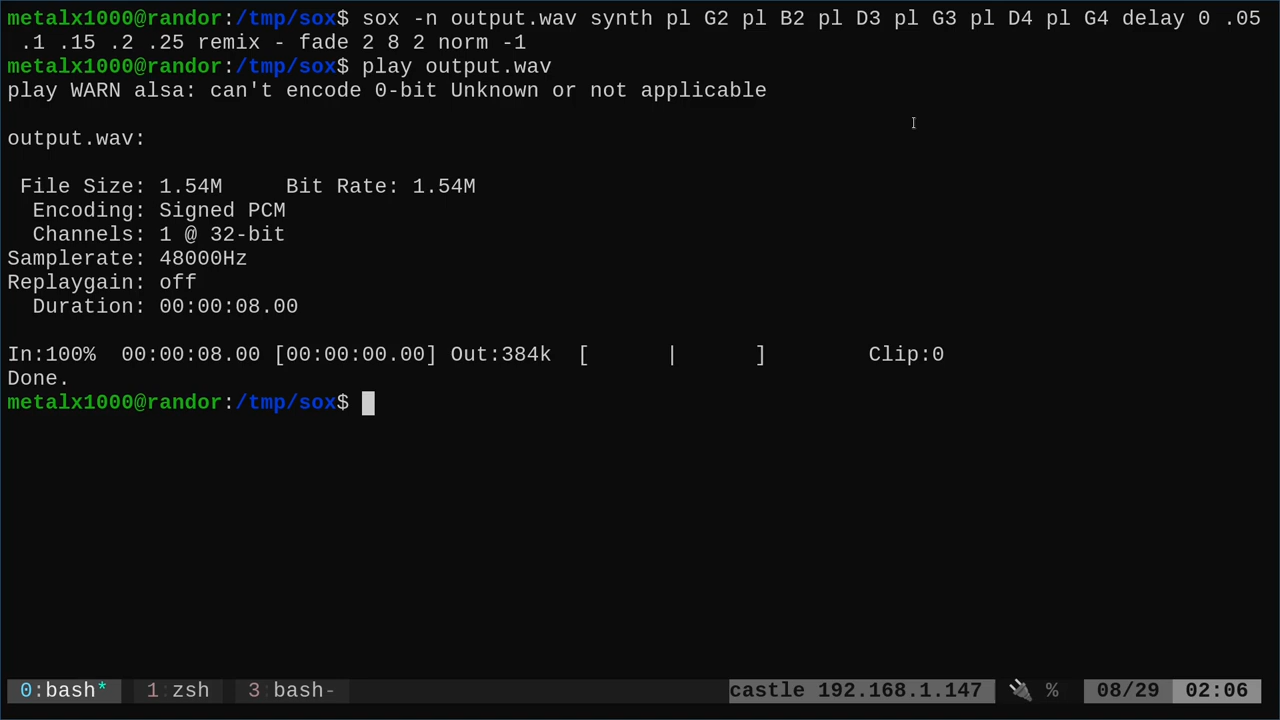 metalx1000@randor:/tmp/sox$ sox -n output.wav synth pl G2 pl B2 pl D3 pl G3 pl D4 pl G4 delay 0 .05
 .1 .15 .2 .25 remix - fade 2 8 2 norm -1
metalx1000@randor:/tmp/sox$ play output.wav
play WARN alsa: can't encode 0-bit Unknown or not applicable
output.wav:
 File Size: 1.54M     Bit Rate: 1.54M
  Encoding: Signed PCM
  Channels: 1 @ 32-bit
Samplerate: 48000Hz
Replaygain: off
  Duration: 00:00:08.00
In:100%  00:00:08.00 [00:00:00.00] Out:384k  [      |      ]        Clip:0
Done.
metalx1000@randor:/tmp/sox$
0:bash*  1:zsh  3:bash-  castle 192.168.1.147  🔌 %  08/29  02:06